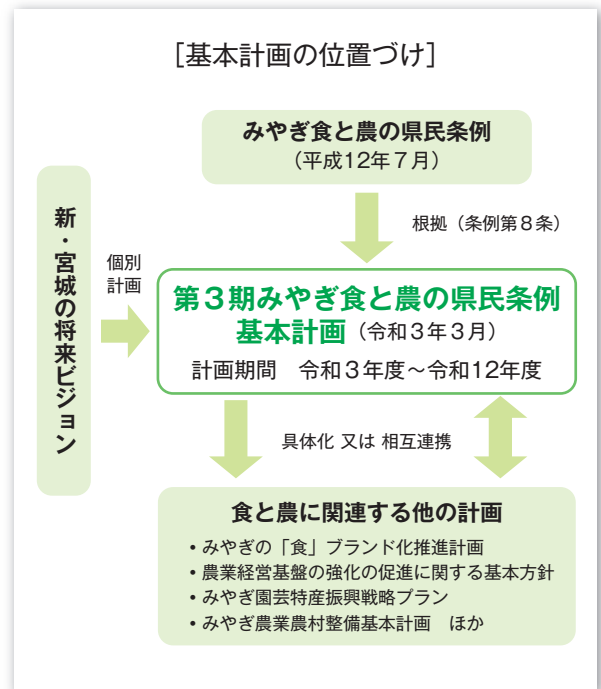 [基本計画の位置づけ]
みやぎ食と農の県民条例
（平成12年７月）
根拠（条例第８条）
新・宮城の将来ビジョン
個別
計画
第３期みやぎ食と農の県民条例
基本計画（令和３年３月）
計画期間　令和３年度～令和12年度
具体化 又は 相互連携
食と農に関連する他の計画
・みやぎの「食」ブランド化推進計画
・農業経営基盤の強化の促進に関する基本方針
・みやぎ園芸特産振興戦略プラン
・みやぎ農業農村整備基本計画　ほか